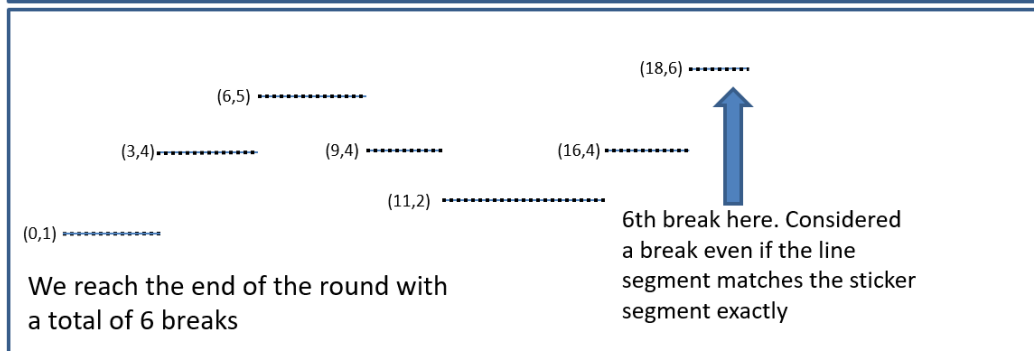 (18,6)
(6,5)
(3,4)
(9,4)
(16,4)
(11,2)
(0,1)
6th break here. Considered
a break even if the line
segment matches the sticker
segment exactly
We reach the end of the round with
a total of 6 breaks